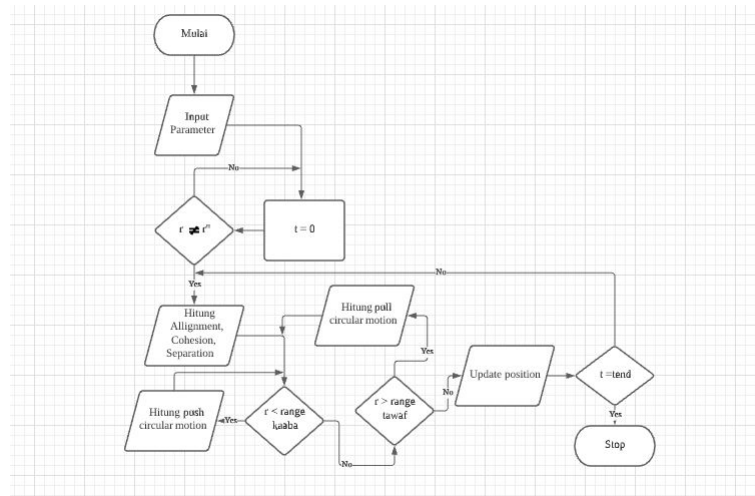 Mulai
Input
Parameter
No
r ≠ r"
t = 0
No
Yes
Hitung
Allignment,
Cohesion,
Separation
Hitung poll
circular motion
Yes
Hitung posh
circular motion
Yes
r < range
kaaba
r > range
tawaf
No
Update position
t =tend
Yes
No
Stop